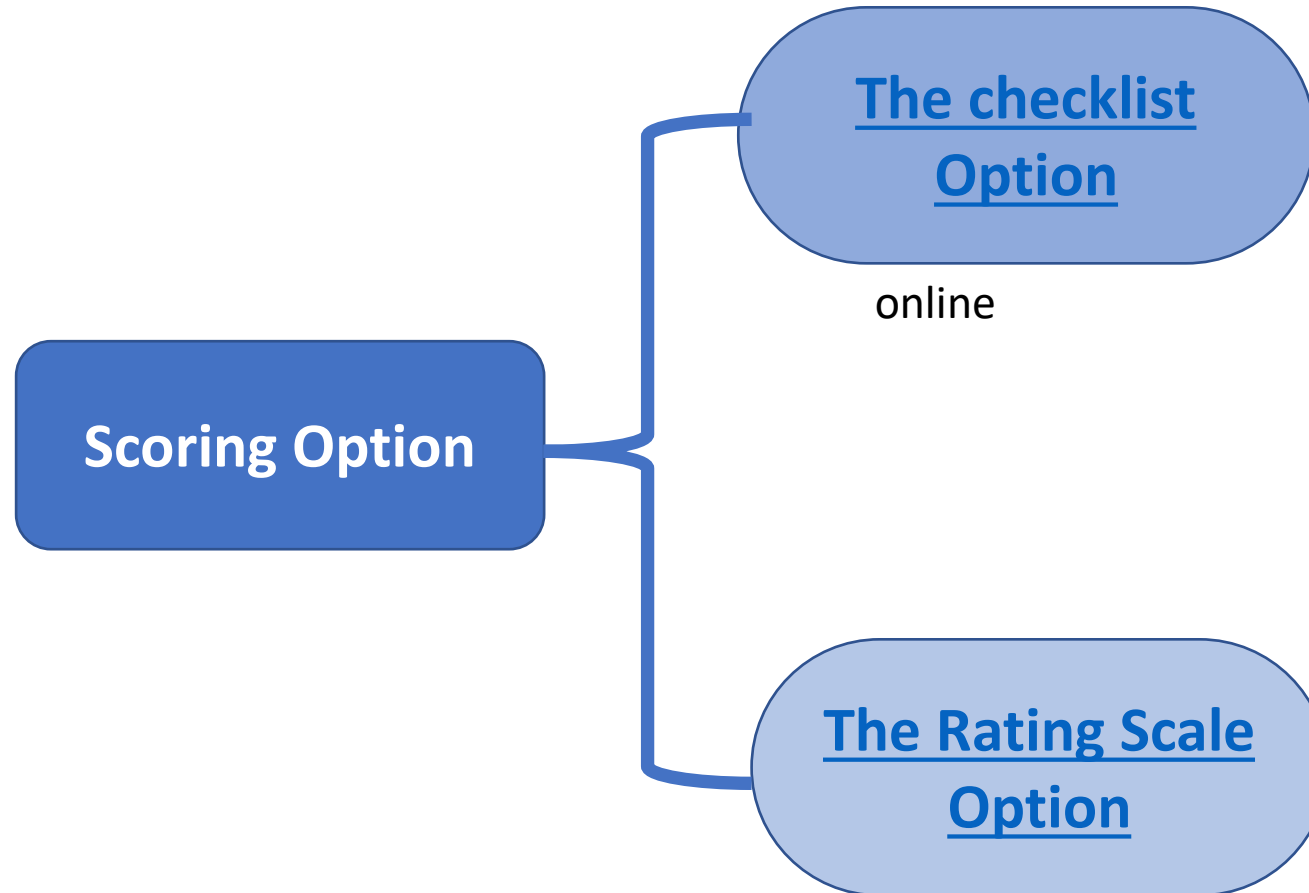 The checklist
Option
online
Scoring Option
The Rating Scale
Option